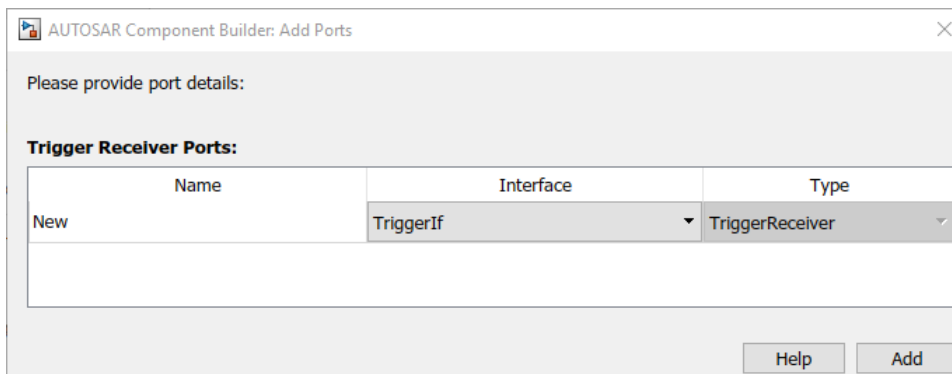 AUTOSAR Component Builder: Add Ports
Please provide port details:
Trigger Receiver Ports:
Name Interface Type
New TriggerIf TriggerReceiver
Help Add